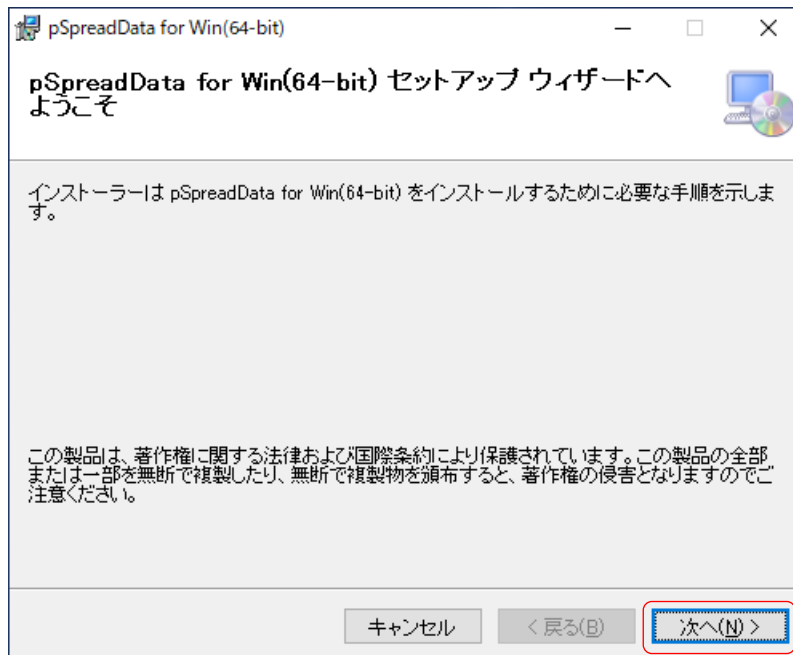 pSpreadData for Win(64-bit)
pSpreadData for Win(64-bit) セットアップ ウィザードへ
ようこそ
インストーラーは pSpreadData for Win(64-bit) をインストールするために必要な手順を示しま
す。
この製品は、著作権に関する法律および国際条約により保護されています。この製品の全部
または一部を無断で複製したり、無断で複製物を頒布すると、著作権の侵害となりますのでご
注意ください。
キャンセル
< 戻る(B)
次へ(N) >